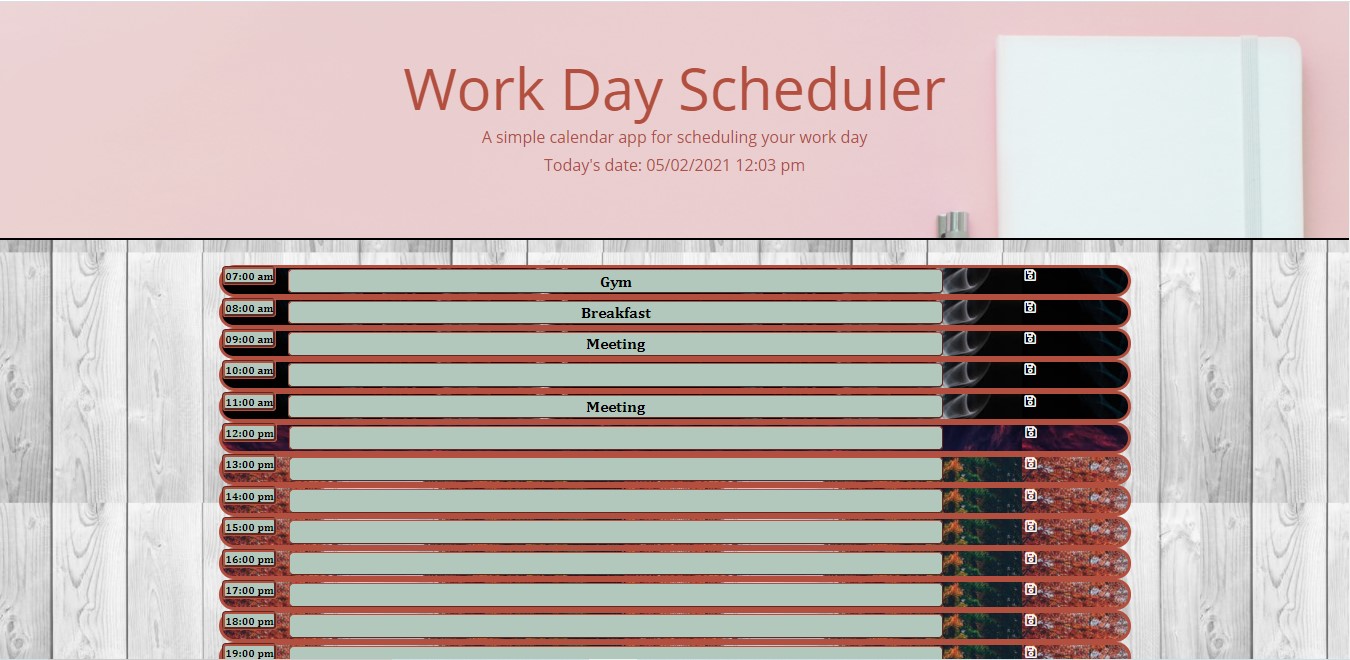 Work Day Scheduler
A simple calendar app for scheduling your work day
Today's date: 05/02/2021 12:03 pm
07:00 am Gym
08:00 am Breakfast
09:00 am Meeting
10:00 am
11:00 am Meeting
12:00 pm
13:00 pm
14:00 pm
15:00 pm
16:00 pm
17:00 pm
18:00 pm
19:00 pm